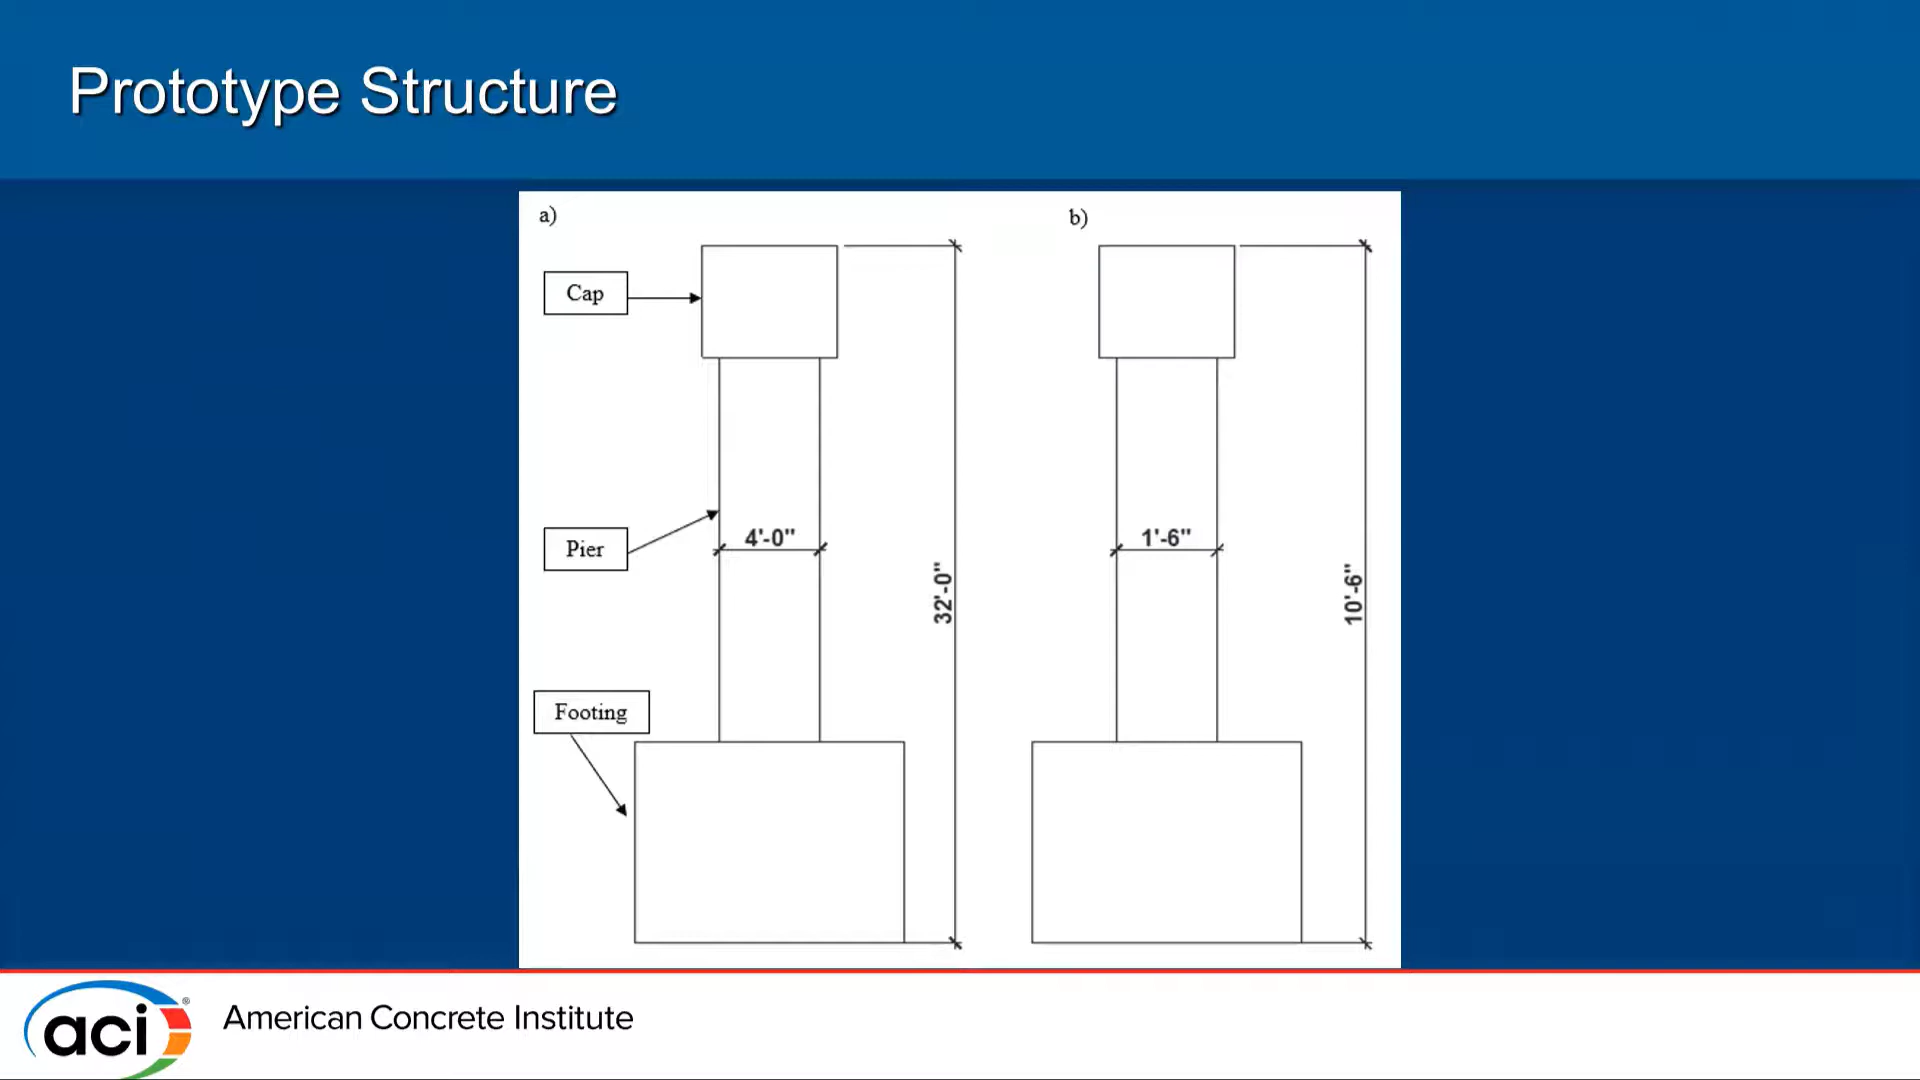 Prototype Structure
a)
b)
Cap
Pier
Footing
4'-0"
32'-0"
1'-6"
10'-6"
aci®
American Concrete Institute